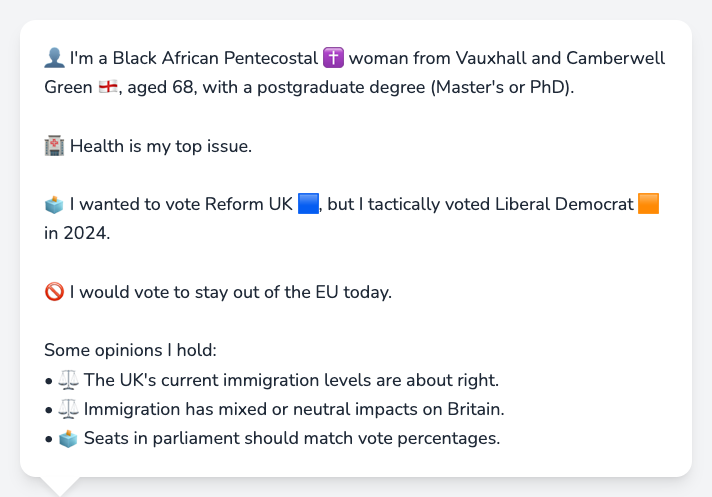 👤 I'm a Black African Pentecostal ✝️ woman from Vauxhall and Camberwell
Green 🏴󠁧󠁢󠁥󠁮󠁧󠁿, aged 68, with a postgraduate degree (Master's or PhD).
🏥 Health is my top issue.
🗳️ I wanted to vote Reform UK 🟦, but I tactically voted Liberal Democrat 🟧
in 2024.
🚫 I would vote to stay out of the EU today.
Some opinions I hold:
• ⚖️ The UK's current immigration levels are about right.
• ⚖️ Immigration has mixed or neutral impacts on Britain.
• 🗳️ Seats in parliament should match vote percentages.